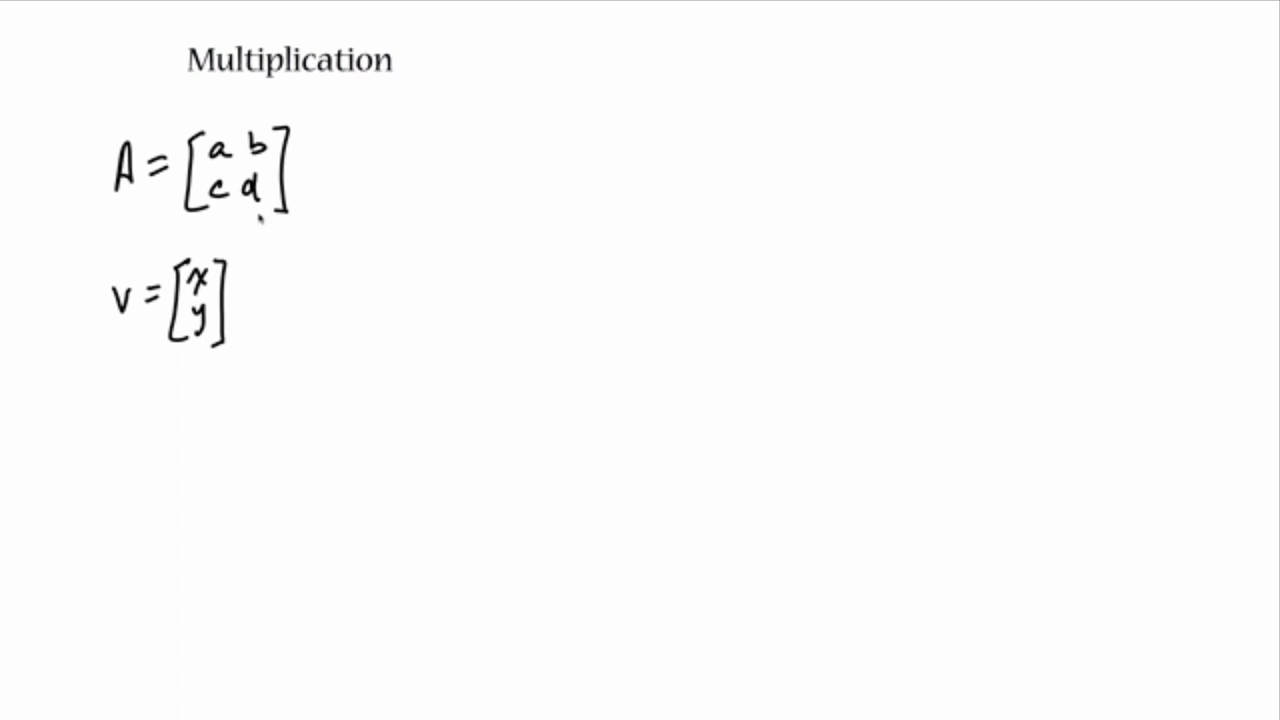 Multiplication
A = [a b
c d]
v = [x
y]